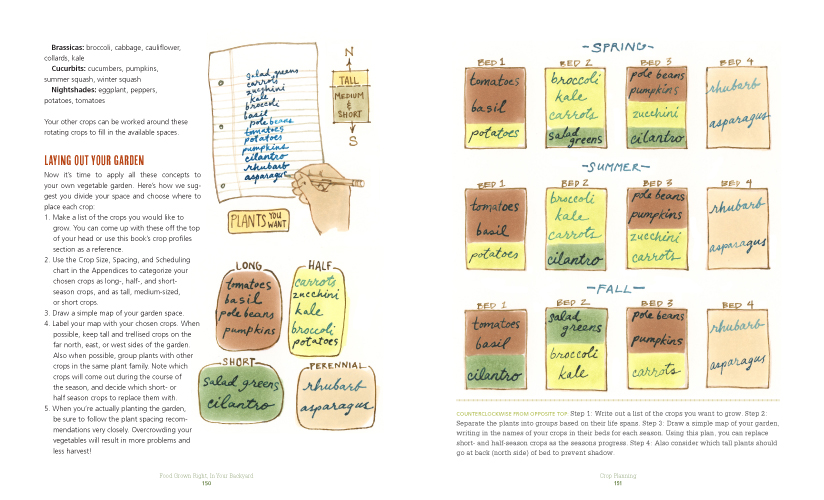 Brassicas: broccoli, cabbage, cauliflower,
collards, kale
Cucurbits: cucumbers, pumpkins,
summer squash, winter squash
Nightshades: eggplant, peppers,
potatoes, tomatoes
Your other crops can be worked around these
rotating crops to fill in the available spaces.
LAYING OUT YOUR GARDEN
Now it's time to apply all these concepts to
your own vegetable garden. Here's how we sug-
gest you divide your space and choose where to
place each crop:
1. Make a list of the crops you would like to
grow. You can come up with these off the top
of your head or use this book's crop profiles
section as a reference.
2. Use the Crop Size, Spacing, and Scheduling
chart in the Appendices to categorize your
chosen crops as long-, half-, and short-
season crops, and as tall, medium-sized,
or short crops.
3. Draw a simple map of your garden space.
4. Label your map with your chosen crops. When
possible, keep tall and trellised crops on the
far north, east, or west sides of the garden.
Also when possible, group plants with other
crops in the same plant family. Note which
crops will come out during the course of
the season, and decide which short- or
half season crops to replace them with.
5. When you're actually planting the garden,
be sure to follow the plant spacing recom-
mendations very closely. Overcrowding your
vegetables will result in more problems and
less harvest!
salad greens
carrots
zucchini
kale
broccoli
basil
pole beans
tomatoes
potatoes
pumpkins
cilantro
rhubarb
asparagus
N
TALL
MEDIUM
&
SHORT
S
PLANTS YOU
WANT
LONG
tomatoes
basil
pole beans
pumpkins
HALF
carrots
zucchini
kale
broccoli
potatoes
SHORT
salad greens
cilantro
PERENNIAL
rhubarb
asparagus
Food Grown Right, In Your Backyard
150
-SPRING-
BED 1
tomatoes
basil
potatoes
BED 2
broccoli
kale
carrots
salad
greens
BED 3
pole beans
pumpkins
zucchini
cilantro
BED 4
rhubarb
asparagus
-SUMMER-
BED 1
tomatoes
basil
potatoes
BED 2
broccoli
kale
carrots
cilantro
BED 3
pole beans
pumpkins
zucchini
carrots
BED 4
rhubarb
asparagus
-FALL-
BED 1
tomatoes
basil
cilantro
BED 2
salad
greens
broccoli
kale
BED 3
pole beans
pumpkins
carrots
BED 4
rhubarb
asparagus
COUNTERCLOCKWISE FROM OPPOSITE TOP Step 1: Write out a list of the crops you want to grow. Step 2:
Separate the plants into groups based on their life spans. Step 3: Draw a simple map of your garden,
writing in the names of your crops in their beds for each season. Using this plan, you can replace
short- and half-season crops as the seasons progress. Step 4: Also consider which tall plants should
go at back (north side) of bed to prevent shadow.
Crop Planning
151